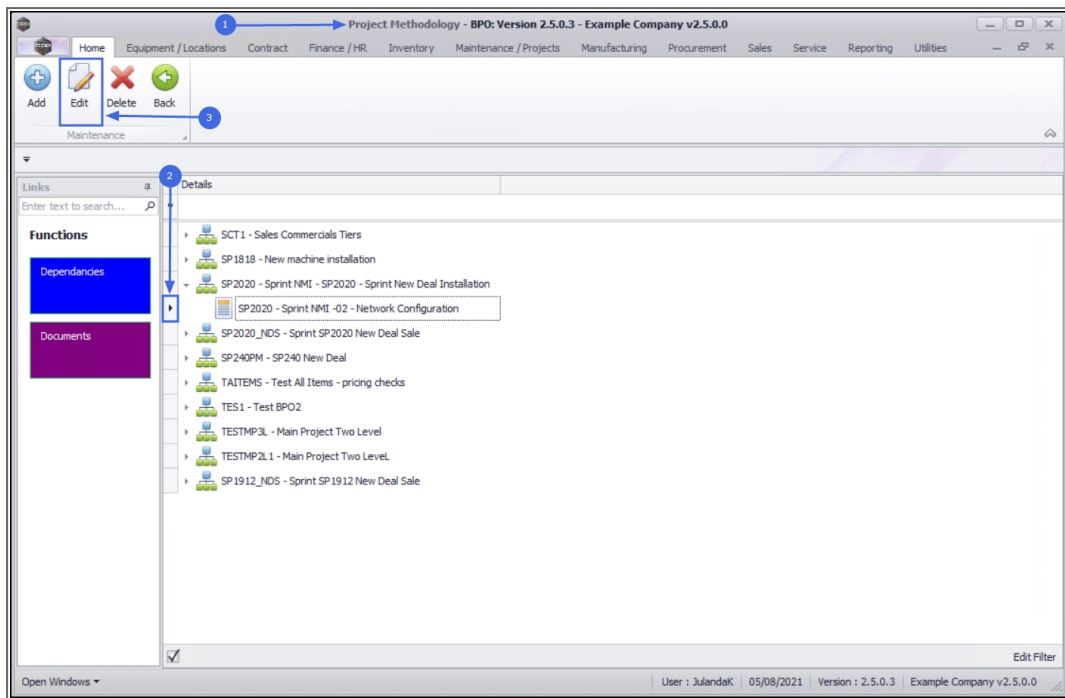 1
Project Methodology - BPO: Version 2.5.0.3 - Example Company v2.5.0.0
Home Equipment / Locations Contract Finance / HR Inventory Maintenance / Projects Manufacturing Procurement Sales Service Reporting Utilities
Add Edit Delete Back
3
Maintenance
2
Links
Details
Enter text to search...
Functions
SCT1 - Sales Commercials Tiers
SP1818 - New machine installation
Dependancies
SP2020 - Sprint NMI - SP2020 - Sprint New Deal Installation
SP2020 - Sprint NMI -02 - Network Configuration
Documents
SP2020_NDS - Sprint SP2020 New Deal Sale
SP240PM - SP240 New Deal
TAITEMS - Test All Items - pricing checks
TES1 - Test BPO2
TESTMP3L - Main Project Two Level
TESTMP2L1 - Main Project Two LeveL
SP1912_NDS - Sprint SP1912 New Deal Sale
Edit Filter
Open Windows
User : JulandaK 05/08/2021 Version : 2.5.0.3 Example Company v2.5.0.0